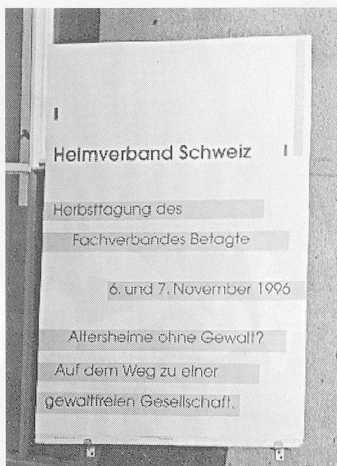 Heimverband Schweiz
Herbsttagung des
Fachverbandes Betagte
6. und 7. November 1996
Altersheime ohne Gewalt?
Auf dem Weg zu einer
gewaltfreien Gesellschaft.